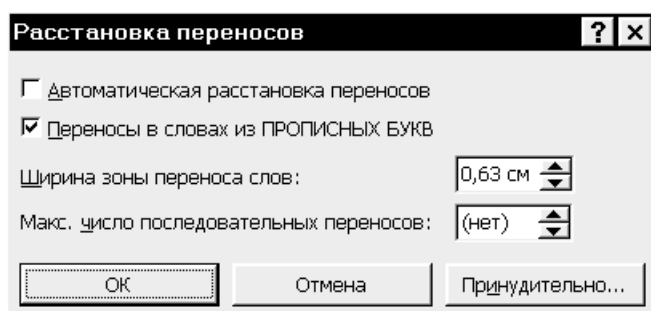 Расстановка переносов
Автоматическая расстановка переносов
Переносы в словах из ПРОПИСНЫХ БУКВ
Ширина зоны переноса слов: 0,63 см
Макс. число последовательных переносов: (нет)
ОК Отмена Принудительно...